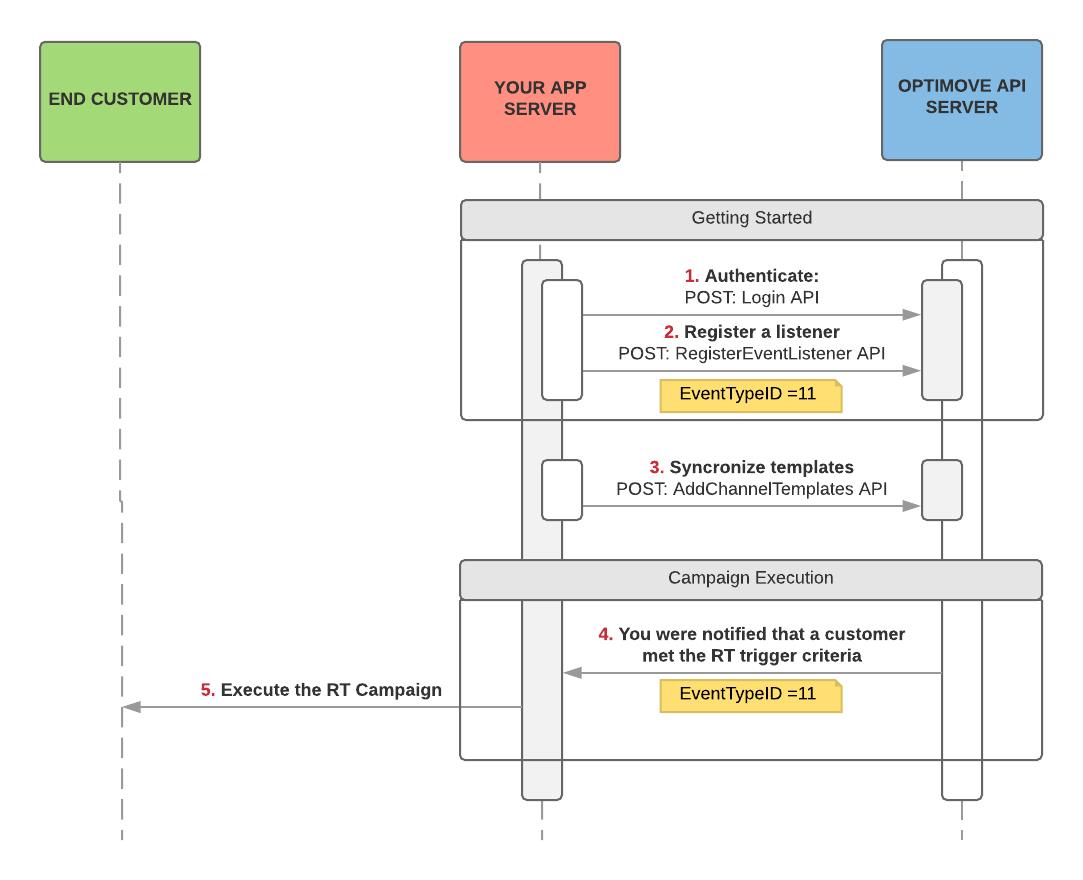 END CUSTOMER
YOUR APP
SERVER
OPTIMOVE API
SERVER
Getting Started
1. Authenticate:
POST: Login API
2. Register a listener
POST: RegisterEventListener API
EventTypeID =11
3. Syncronize templates
POST: AddChannelTemplates API
Campaign Execution
4. You were notified that a customer
met the RT trigger criteria
EventTypeID =11
5. Execute the RT Campaign